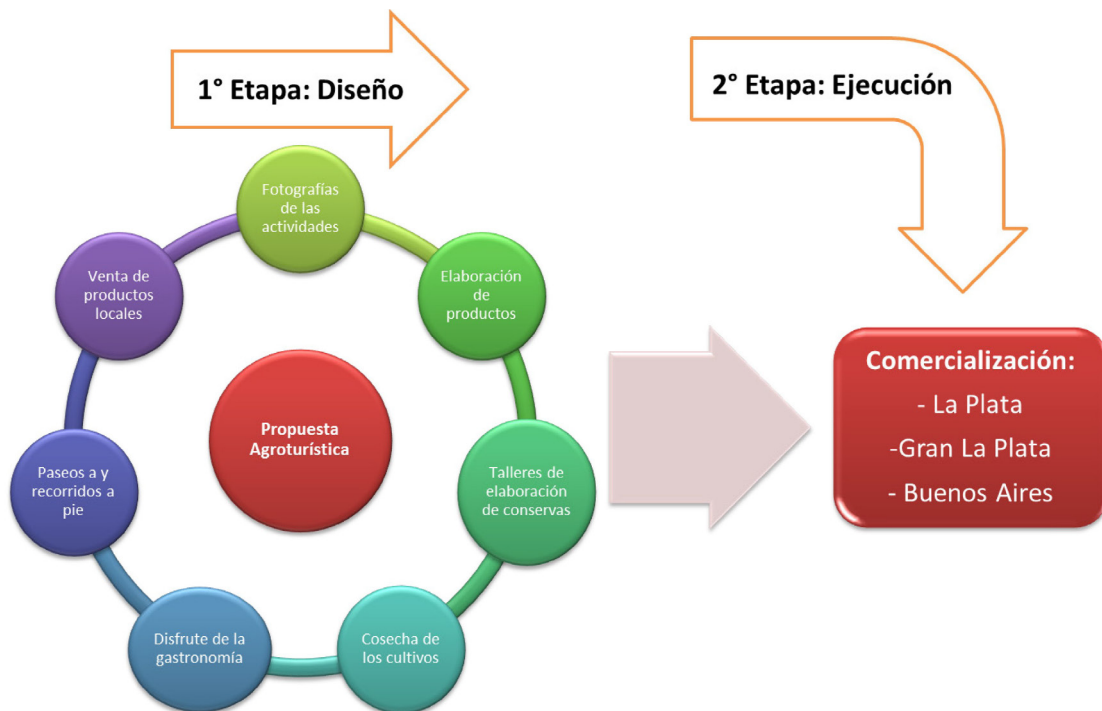 1° Etapa: Diseño
2° Etapa: Ejecución
Fotografías
de las
actividades
Elaboración
de
productos
Talleres de
elaboración
de conservas
Cosecha de
los cultivos
Disfrute de la
gastronomía
Paseos a y
recorridos a
pie
Venta de
productos
locales
Propuesta
Agroturística
Comercialización:
- La Plata
-Gran La Plata
- Buenos Aires